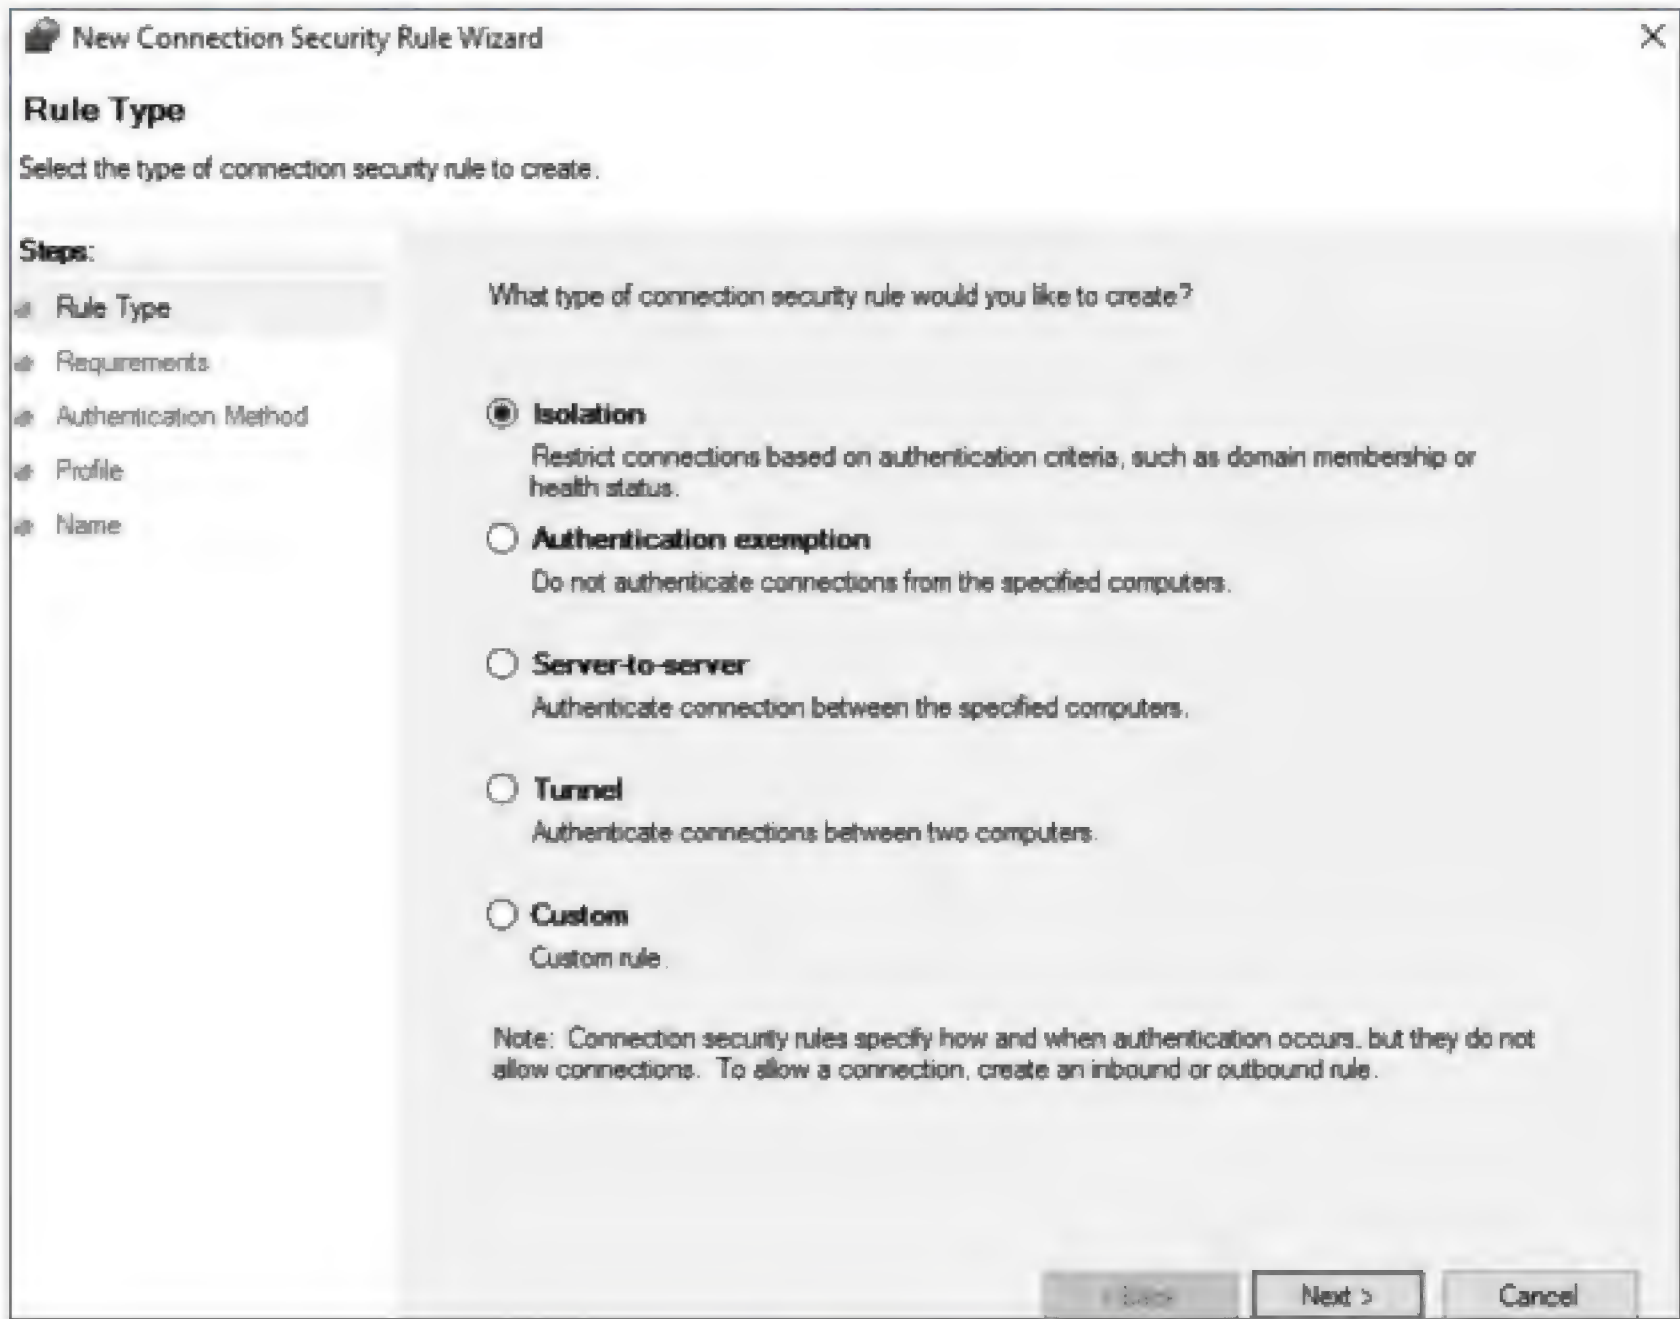 New Connection Security Rule Wizard
Rule Type
Select the type of connection security rule to create.
Steps:
Rule Type
Requirements
Authentication Method
Profile
Name
What type of connection security rule would you like to create?
Isolation
Restrict connections based on authentication criteria, such as domain membership or
health status.
Authentication exemption
Do not authenticate connections from the specified computers.
Server-to-server
Authenticate connection between the specified computers.
Tunnel
Authenticate connections between two computers.
Custom
Custom rule.
Note: Connection security rules specify how and when authentication occurs, but they do not
allow connections. To allow a connection, create an inbound or outbound rule.
< Back
Next >
Cancel